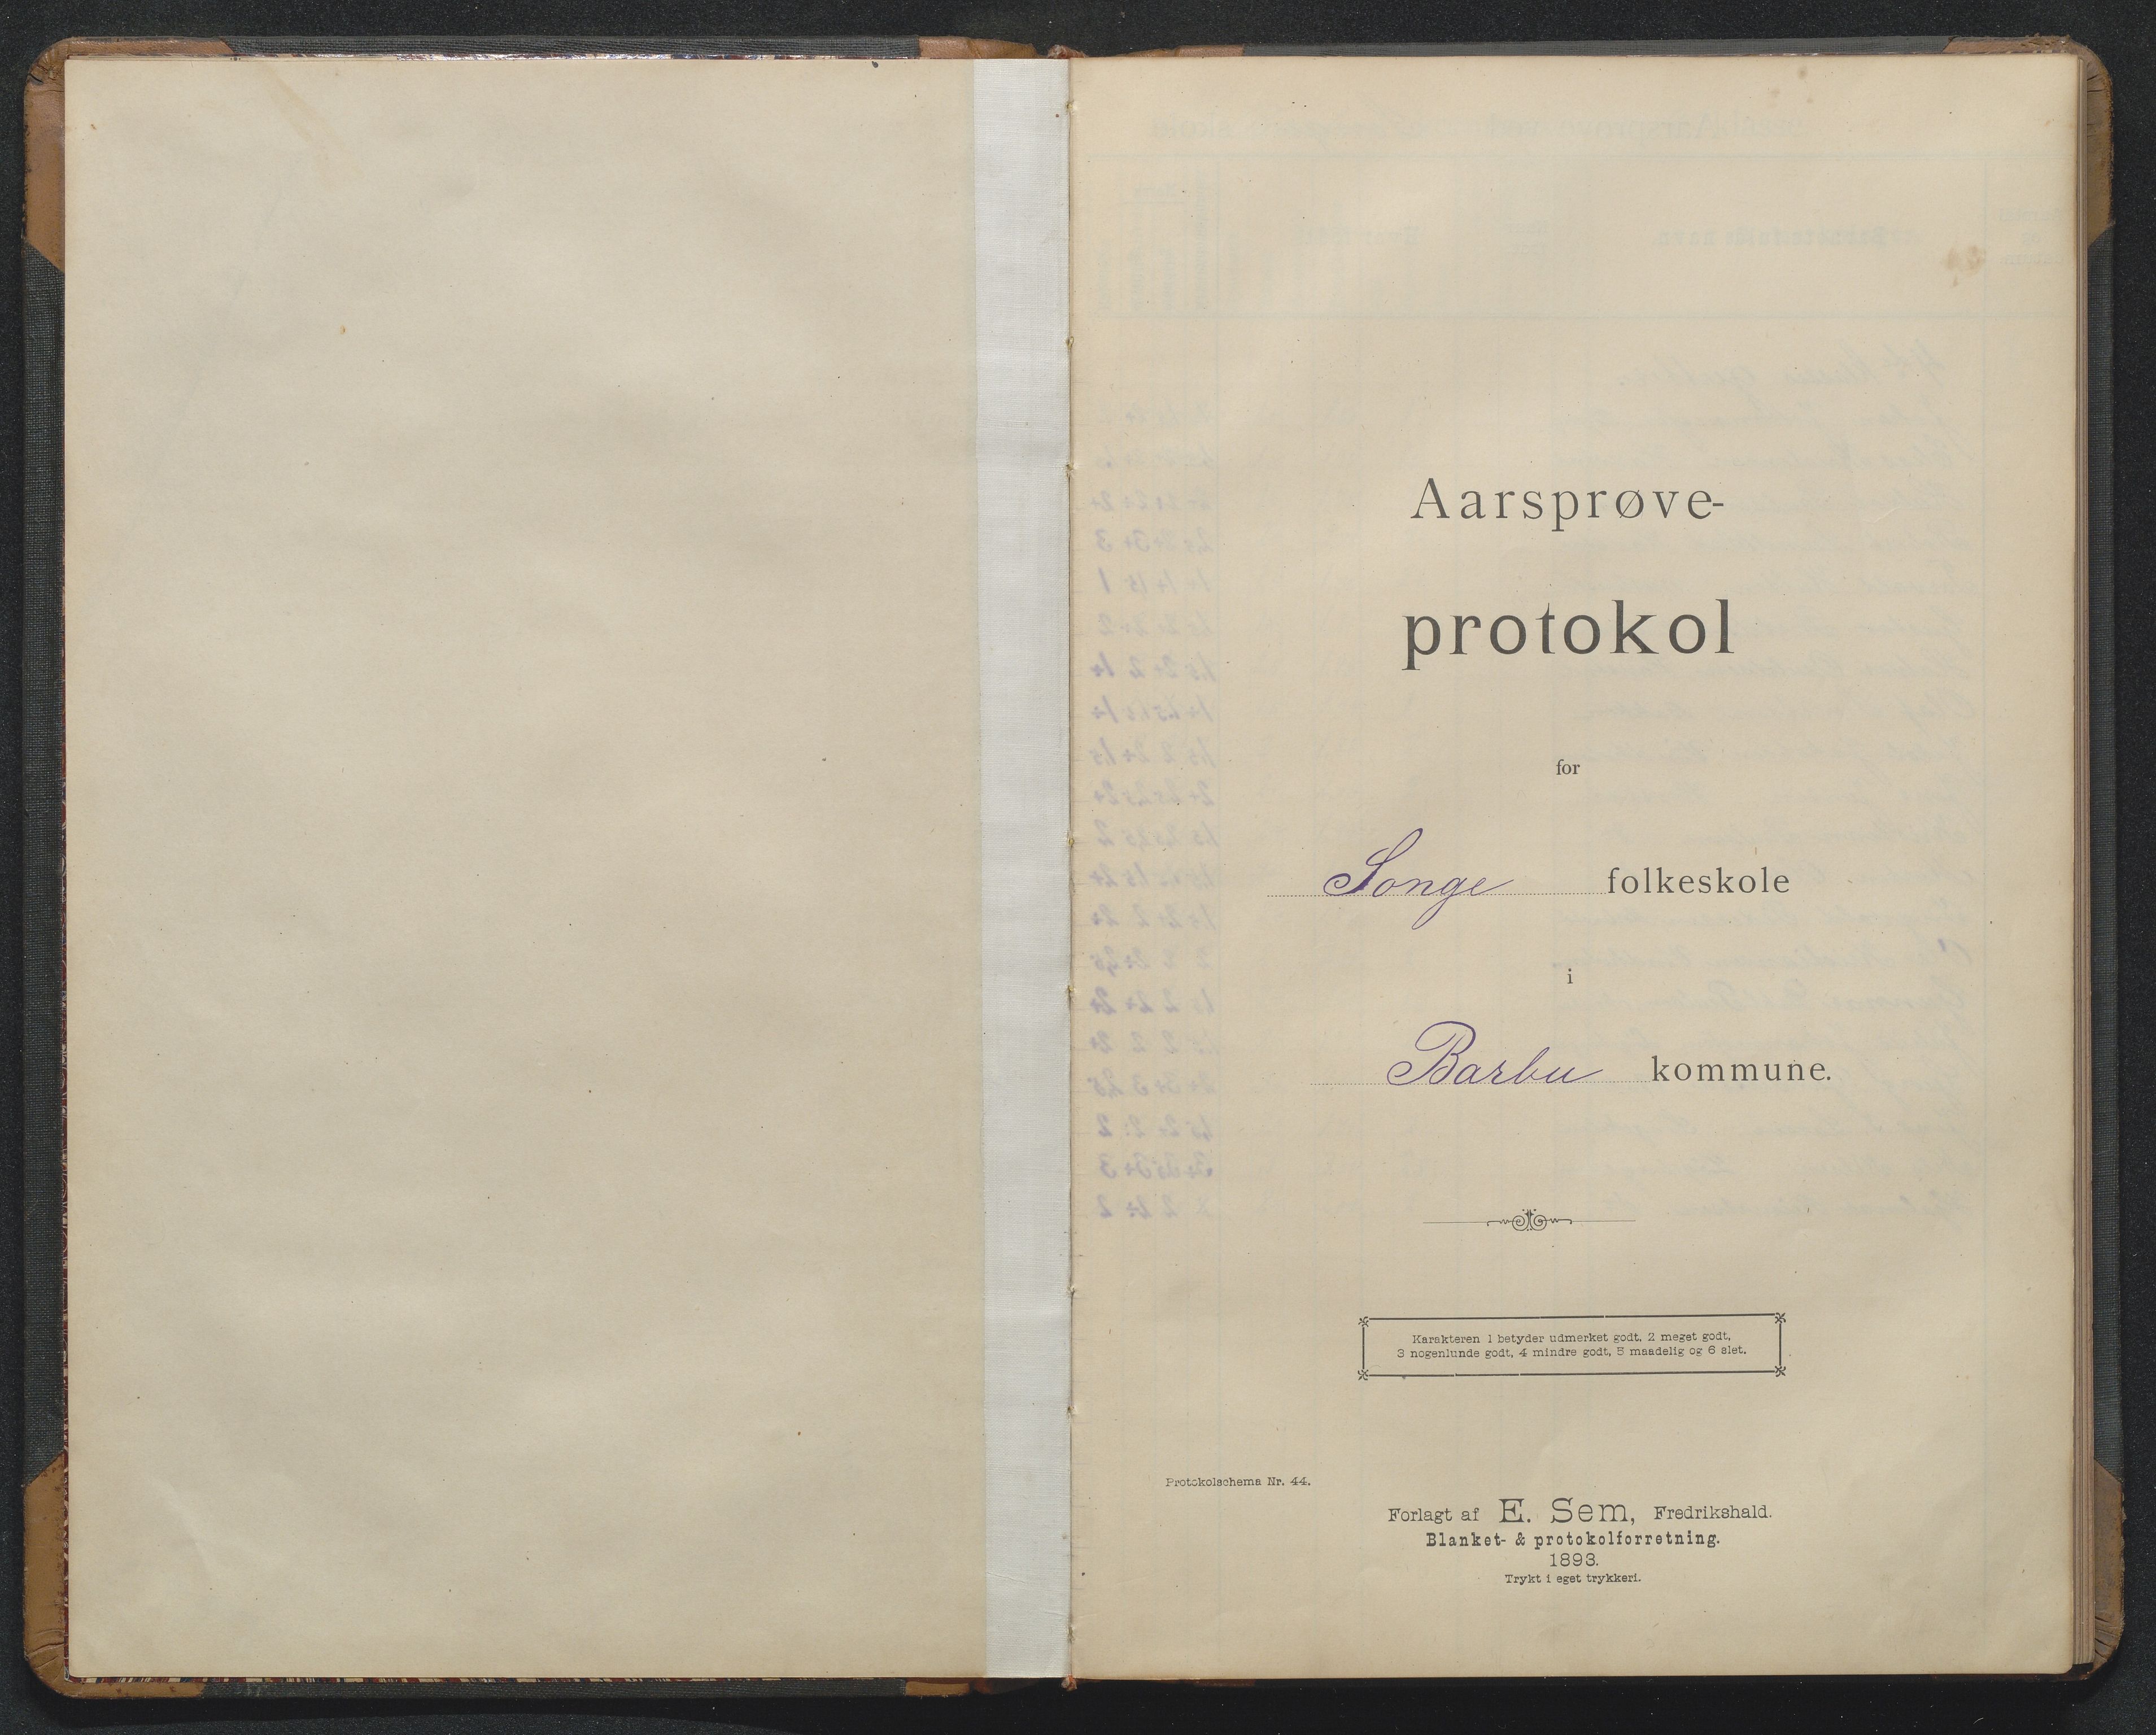 Aarsprøve-
protokol
for
Songe folkeskole
i
Barbu kommune.
Karakteren 1 betyder udmerket godt, 2 meget godt,
3 nogenlunde godt, 4 mindre godt, 5 maadelig og 6 slet.
Protokolschema Nr. 44.
Forlagt af E. Sem, Fredrikshald.
Blanket- & protokolforretning.
1893.
Trykt i eget trykkeri.